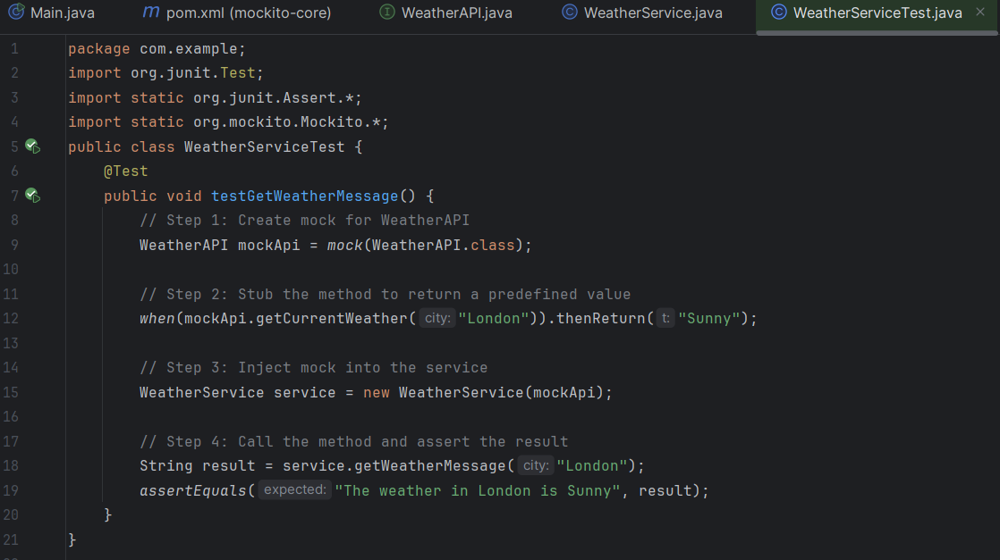 Main.java pom.xml (mockito-core) WeatherAPI.java WeatherService.java WeatherServiceTest.java
1 package com.example;
2 import org.junit.Test;
3 import static org.junit.Assert.*;
4 import static org.mockito.Mockito.*;
5 public class WeatherServiceTest {
6 @Test
7 public void testGetWeatherMessage() {
8 // Step 1: Create mock for WeatherAPI
9 WeatherAPI mockApi = mock(WeatherAPI.class);
10
11 // Step 2: Stub the method to return a predefined value
12 when(mockApi.getCurrentWeather( city: "London")).thenReturn( t: "Sunny");
13
14 // Step 3: Inject mock into the service
15 WeatherService service = new WeatherService(mockApi);
16
17 // Step 4: Call the method and assert the result
18 String result = service.getWeatherMessage( city: "London");
19 assertEquals( expected: "The weather in London is Sunny", result);
20 }
21 }